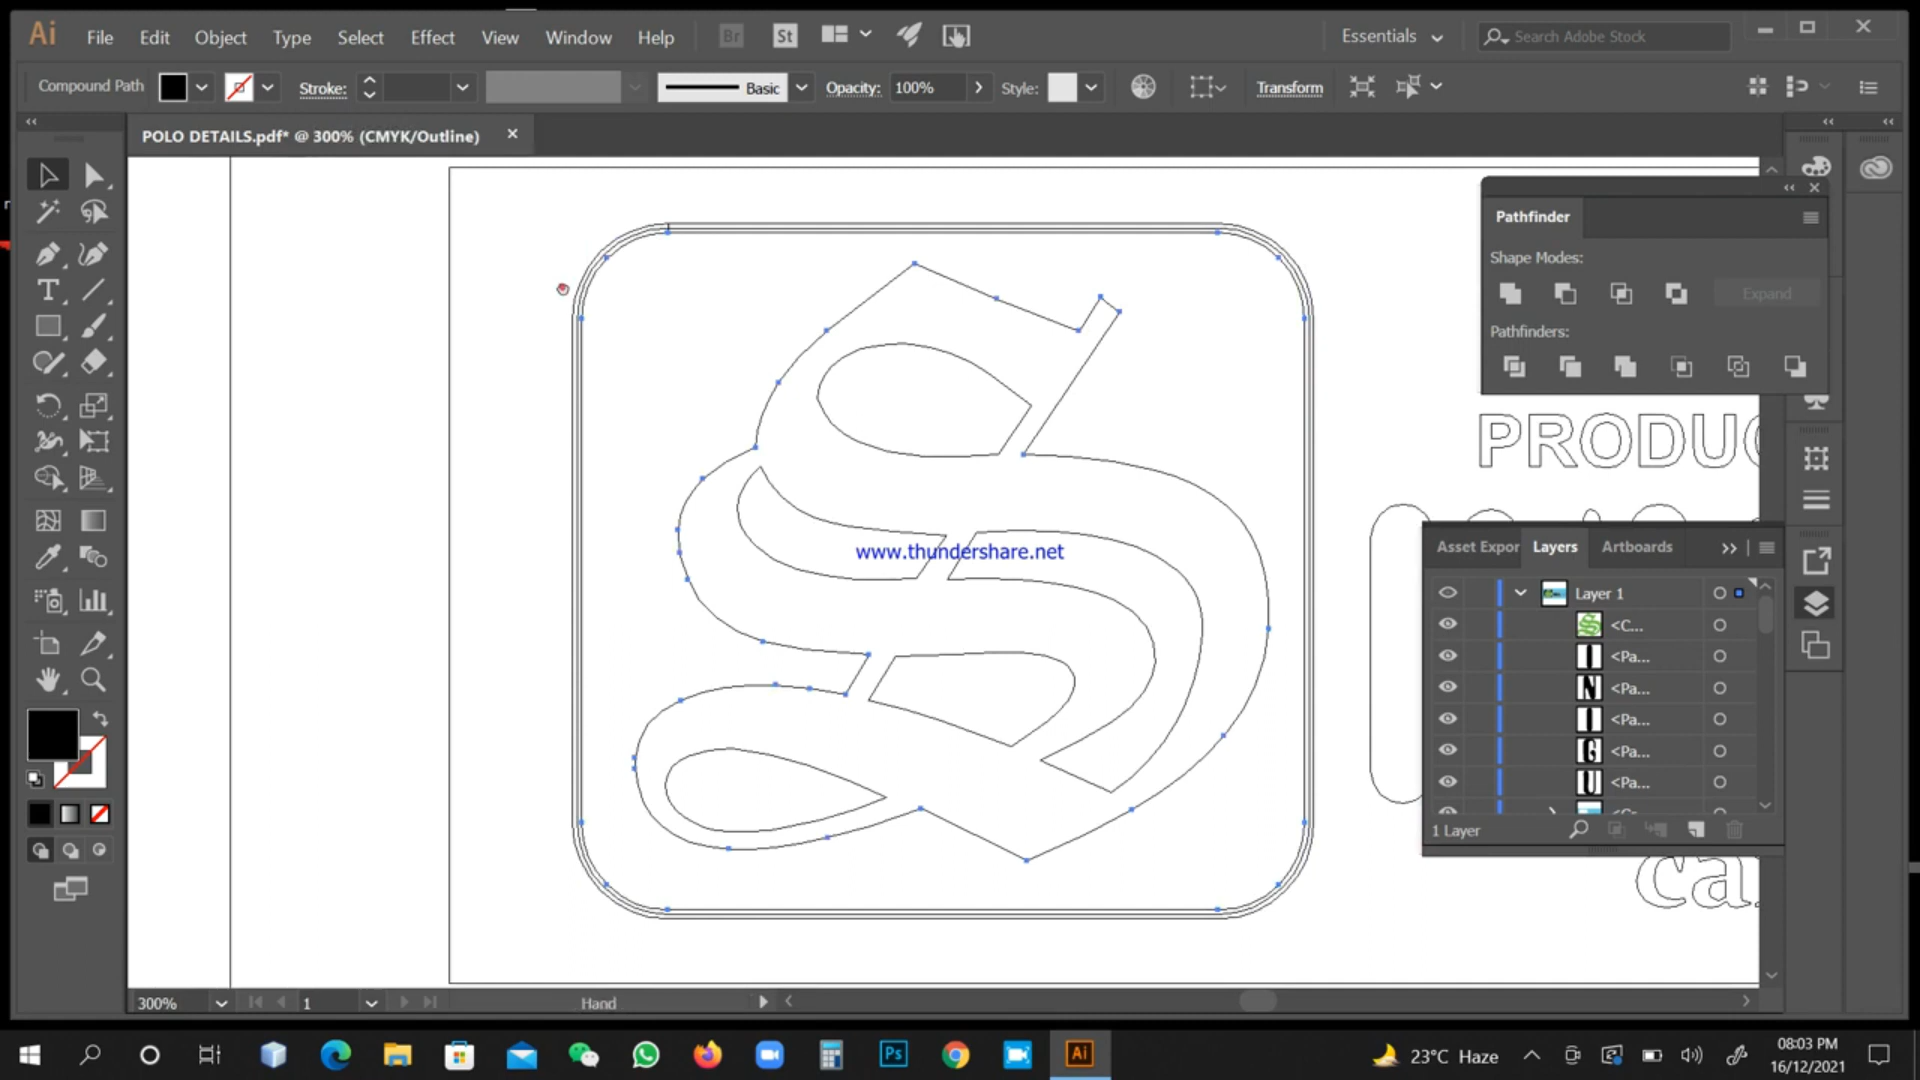 Ai File Edit Object Type Select Effect View Window Help Br St Essentials Search Adobe Stock
Compound Path Stroke: Basic Opacity: 100% Style: Transform
POLO DETAILS.pdf* @ 300% (CMYK/Outline)
Pathfinder
Shape Modes:
Expand
Pathfinders:
PRODUC
S
www.thundershare.net
Asset Expor Layers Artboards
Layer 1
<C...
<Pa...
<Pa...
<Pa...
<Pa...
<Pa...
1 Layer
ca
300% 1 Hand
Ps Ai 23°C Haze 08:03 PM
16/12/2021